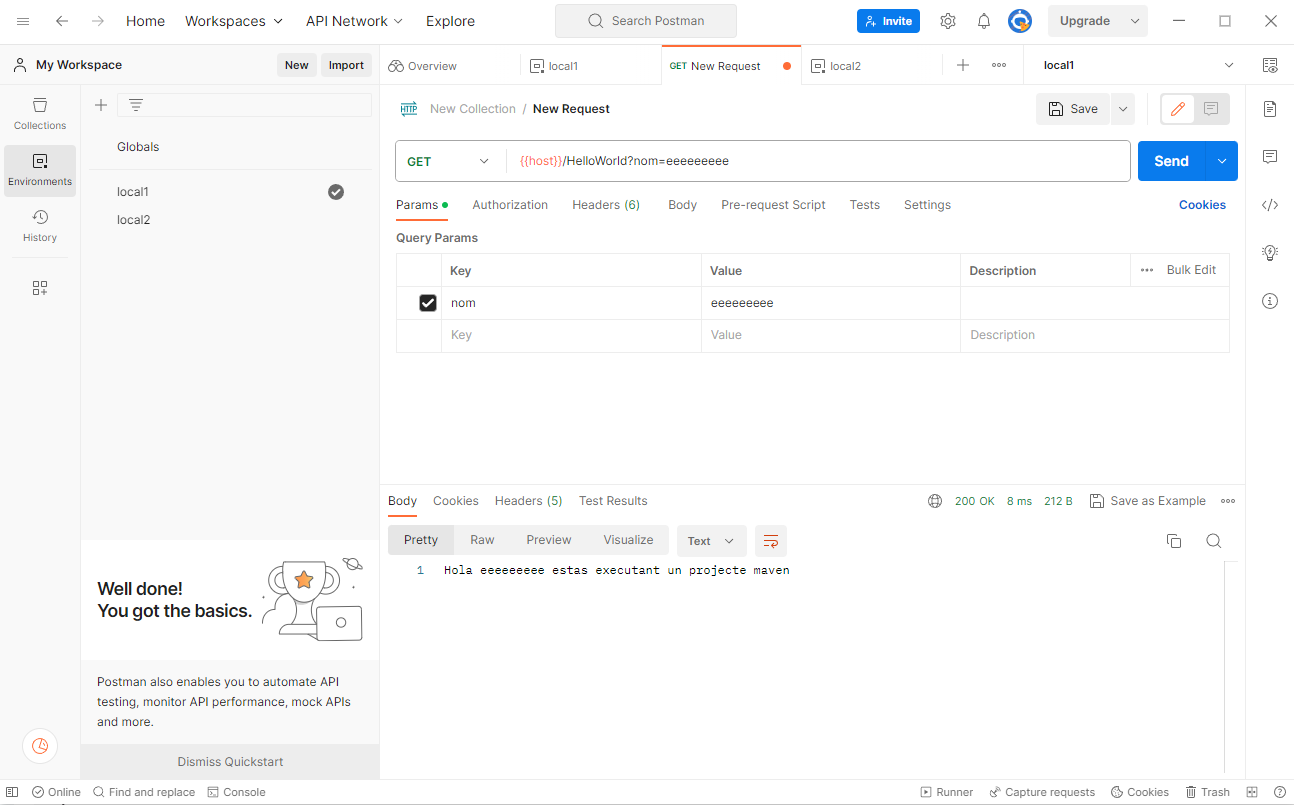 Home Workspaces API Network Explore Search Postman Invite Upgrade
My Workspace New Import Overview local1 GET New Request local2 local1
Collections
Environments
History
Globals
local1
local2
Well done!
You got the basics.
Postman also enables you to automate API
testing, monitor API performance, mock APIs
and more.
Dismiss Quickstart
HTTP New Collection / New Request Save
GET {{host}}/HelloWorld?nom=eeeeeeeee Send
Params Authorization Headers (6) Body Pre-request Script Tests Settings Cookies
Query Params
Key Value Description Bulk Edit
nom eeeeeeeee
Key Value Description
Body Cookies Headers (5) Test Results 200 OK 8 ms 212 B Save as Example
Pretty Raw Preview Visualize Text
1 Hola eeeeeeeee estas executant un projecte maven
Online Find and replace Console Runner Capture requests Cookies Trash